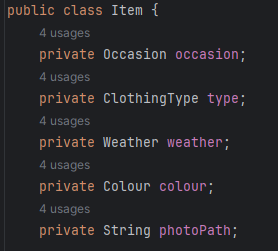 public class Item {
4 usages
private Occasion occasion;
4 usages
private ClothingType type;
4 usages
private Weather weather;
4 usages
private Colour colour;
4 usages
private String photoPath;